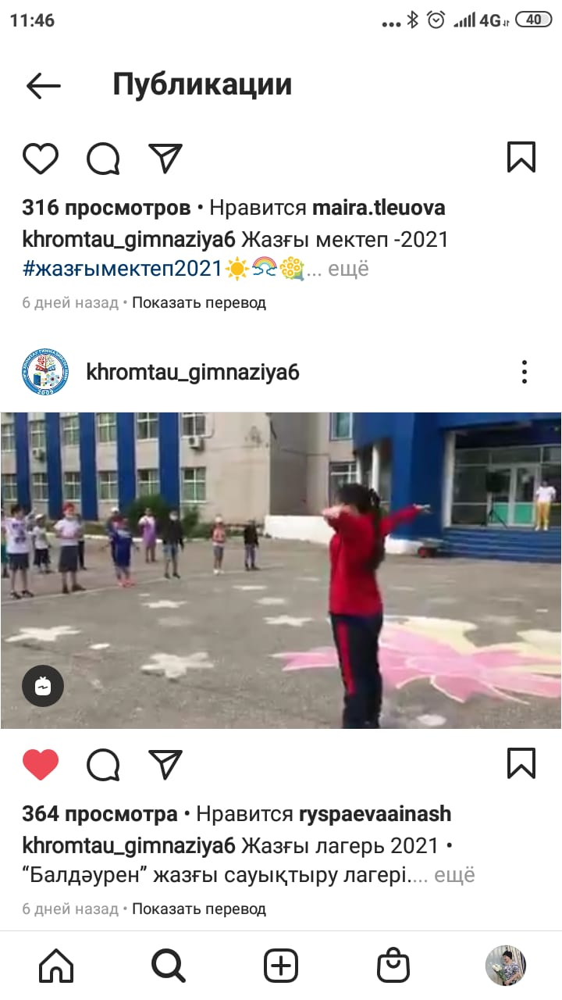 11:46
4G 40
Публикации
316 просмотров • Нравится maira.tleuova
khromtau_gimnaziya6 Жазғы мектеп -2021
#жазғымектеп2021☀️🌈💐... ещё
6 дней назад • Показать перевод
khromtau_gimnaziya6
364 просмотра • Нравится ryspaevaainash
khromtau_gimnaziya6 Жазғы лагерь 2021 •
“Балдәурен” жазғы сауықтыру лагері.... ещё
6 дней назад • Показать перевод